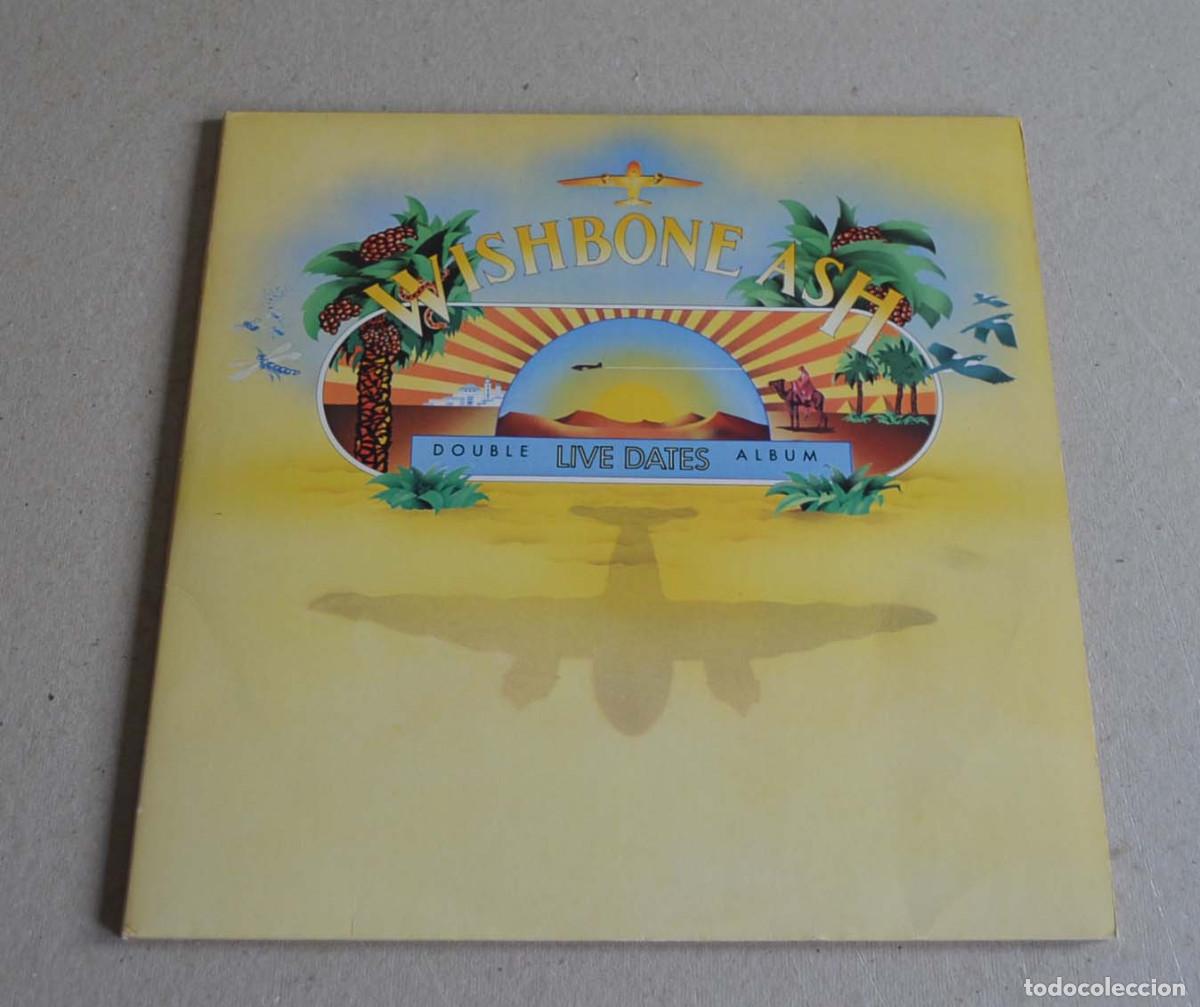 WISHBONE ASH
DOUBLE LIVE DATES ALBUM
todocoleccion